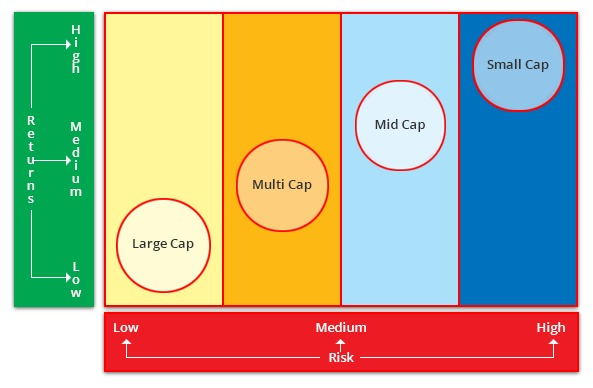 High
Returns
Medium
Low
Small Cap
Mid Cap
Multi Cap
Large Cap
Low
Medium
High
Risk